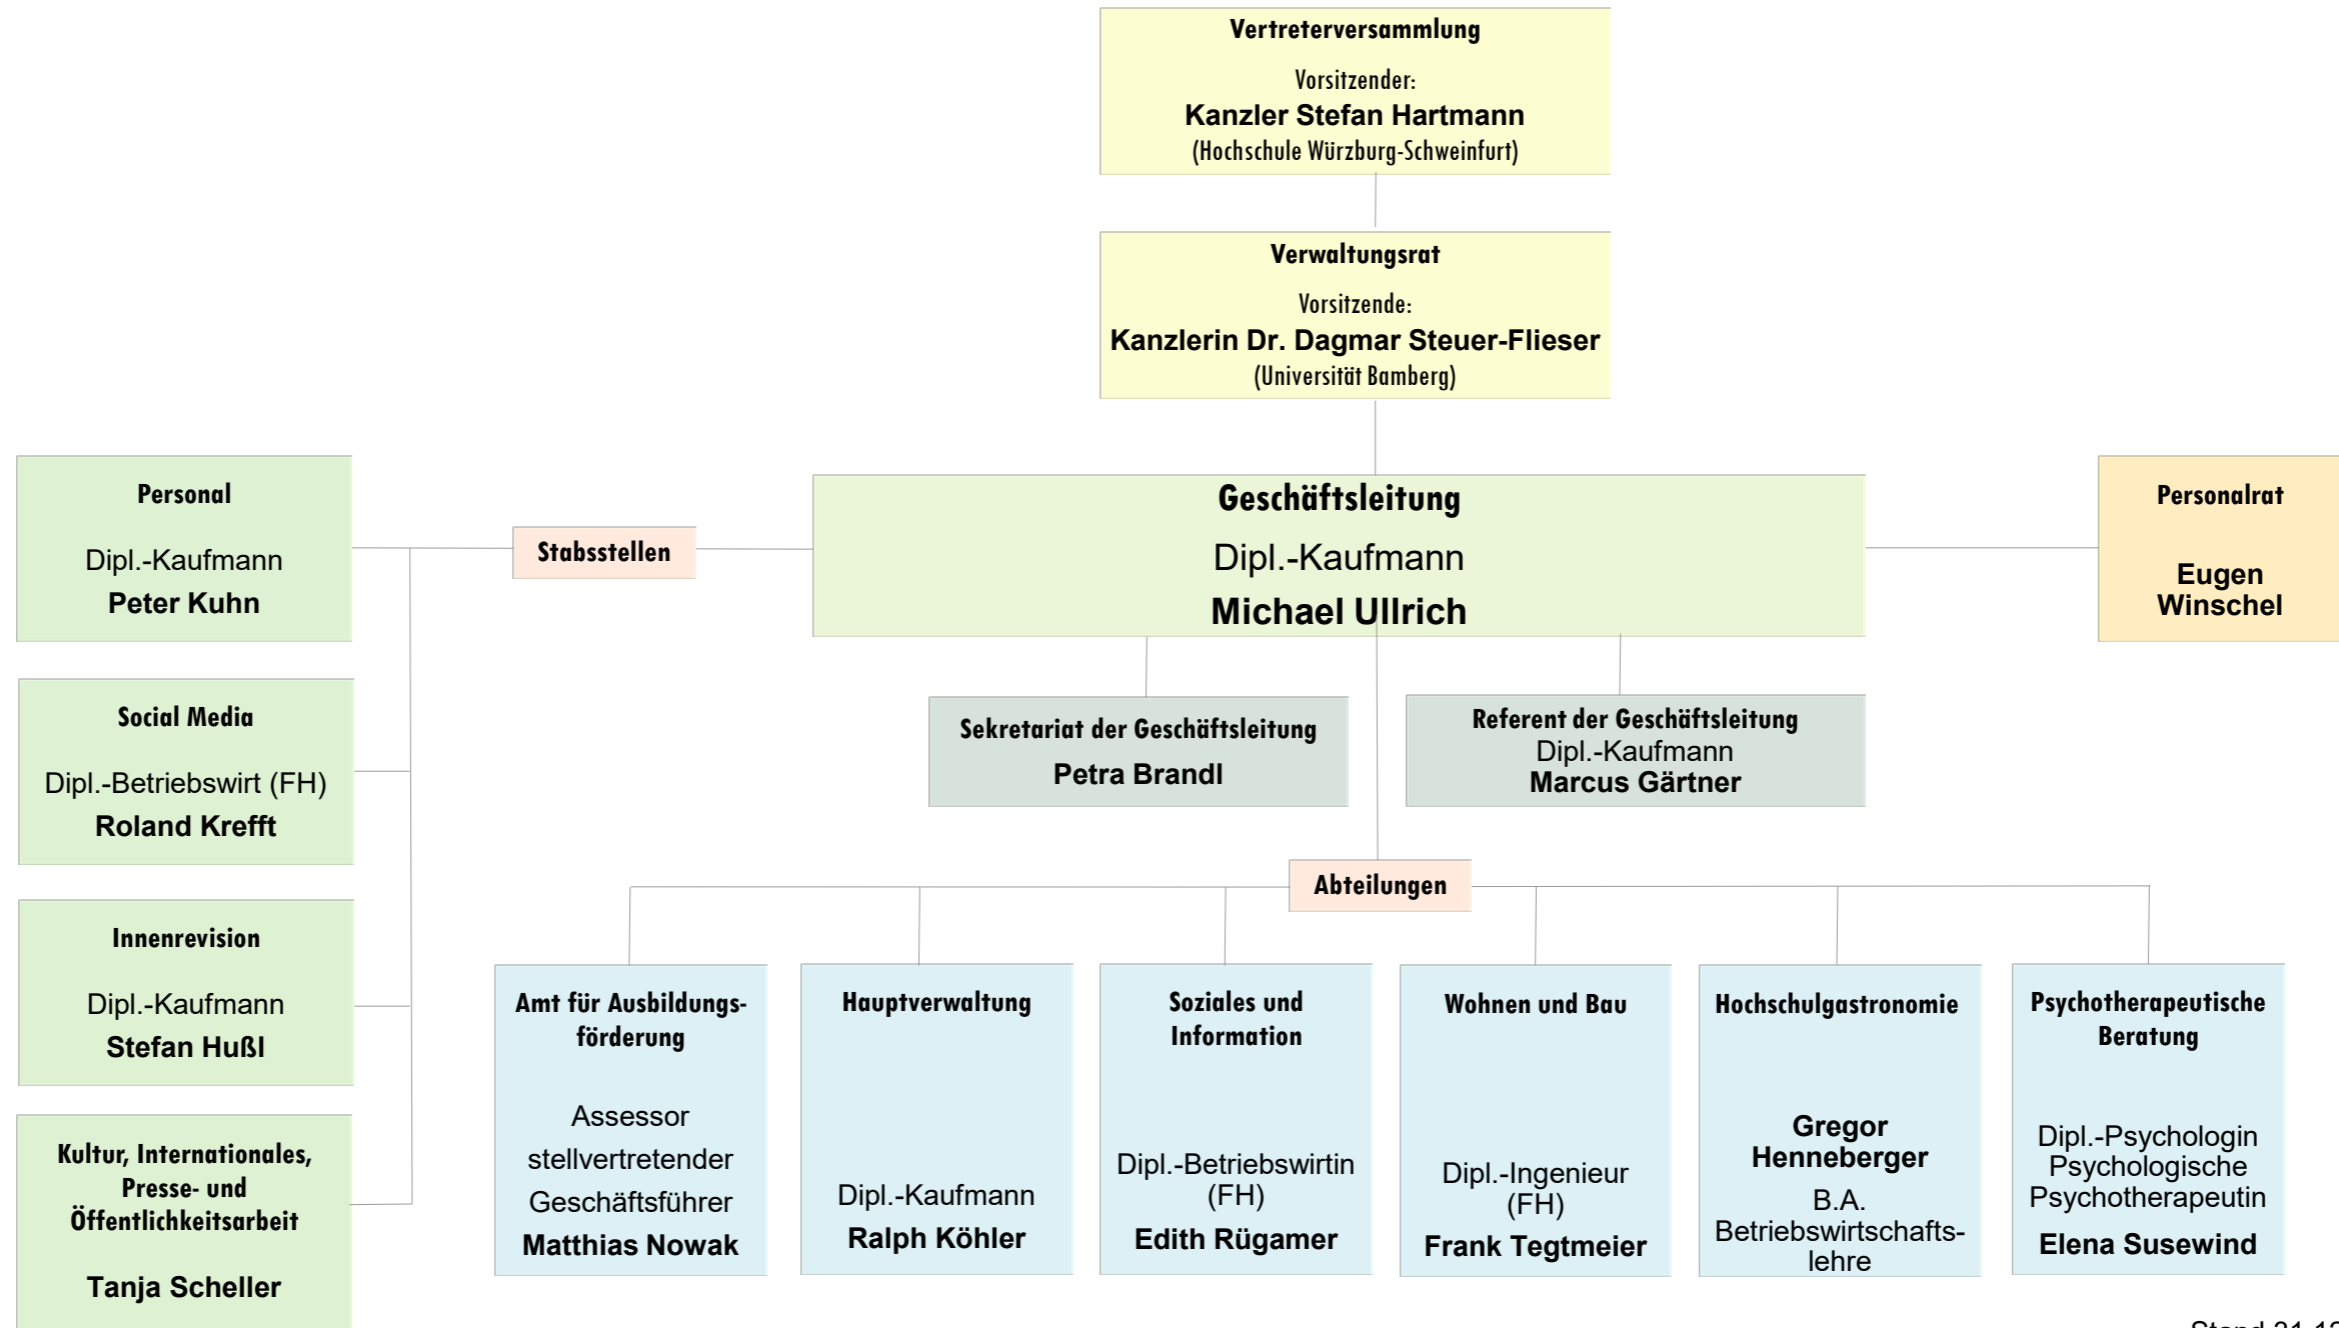 Vertreterversammlung
Vorsitzender:
Kanzler Stefan Hartmann
(Hochschule Würzburg-Schweinfurt)
Verwaltungsrat
Vorsitzende:
Kanzlerin Dr. Dagmar Steuer-Flieser
(Universität Bamberg)
Geschäftsleitung
Dipl.-Kaufmann
Michael Ullrich
Stabsstellen
Personal
Dipl.-Kaufmann
Peter Kuhn
Social Media
Dipl.-Betriebswirt (FH)
Roland Krefft
Innenrevision
Dipl.-Kaufmann
Stefan Hußl
Kultur, Internationales,
Presse- und
Öffentlichkeitsarbeit
Tanja Scheller
Personalrat
Eugen
Winschel
Sekretariat der Geschäftsleitung
Petra Brandl
Referent der Geschäftsleitung
Dipl.-Kaufmann
Marcus Gärtner
Abteilungen
Amt für Ausbildungs-
förderung
Assessor
stellvertretender
Geschäftsführer
Matthias Nowak
Hauptverwaltung
Dipl.-Kaufmann
Ralph Köhler
Soziales und
Information
Dipl.-Betriebswirtin
(FH)
Edith Rügamer
Wohnen und Bau
Dipl.-Ingenieur
(FH)
Frank Tegtmeier
Hochschulgastronomie
Gregor
Henneberger
B.A.
Betriebswirtschafts-
lehre
Psychotherapeutische
Beratung
Dipl.-Psychologin
Psychologische
Psychotherapeutin
Elena Susewind